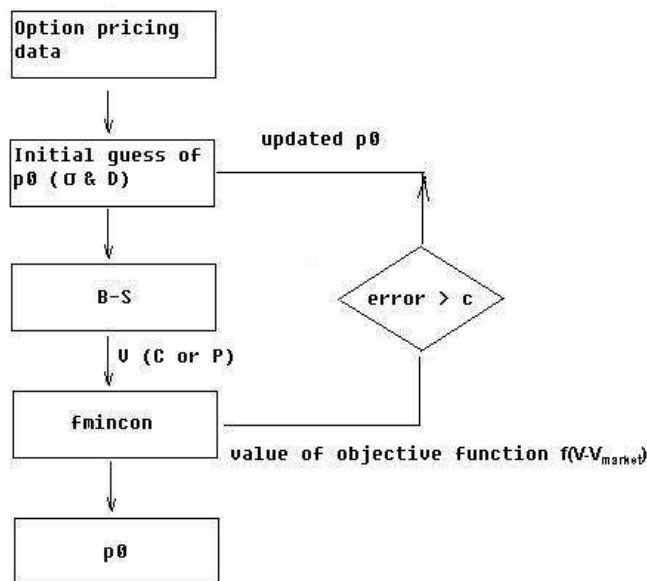 Option pricing
data
updated p0
Initial guess of
p0 (σ & D)
B-S
error > c
V (C or P)
fmincon
value of objective function f(V-Vmarket)
p0